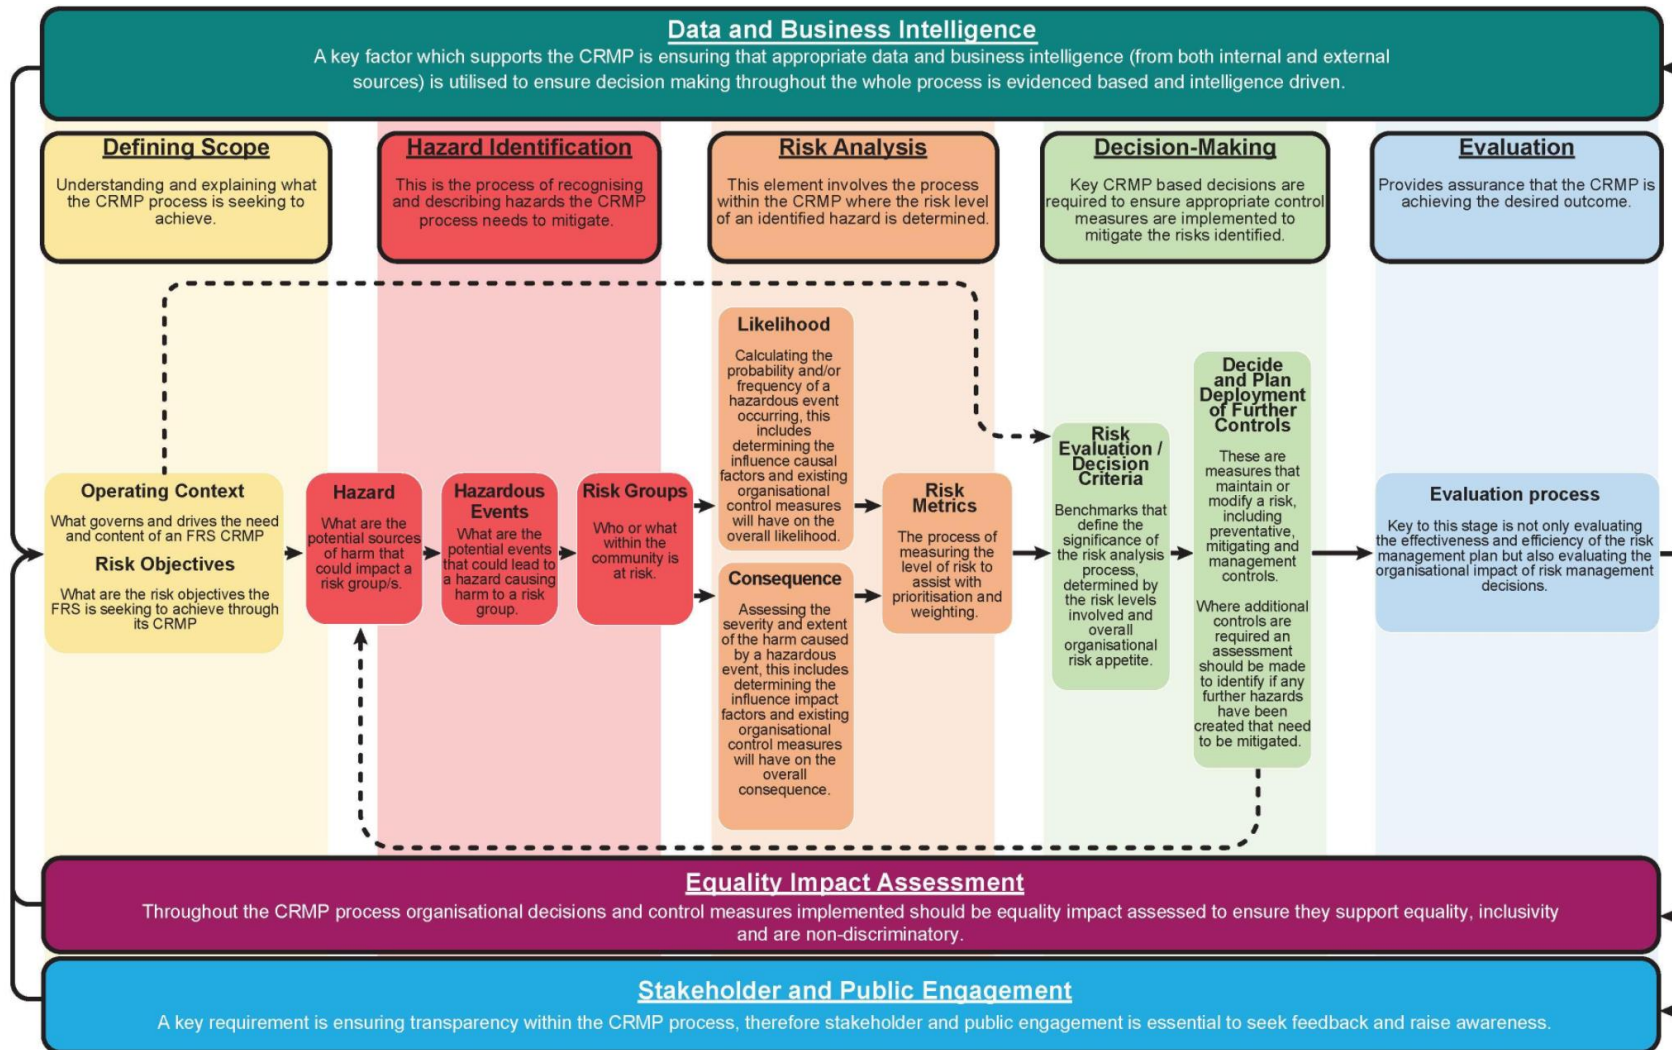 Data and Business Intelligence
A key factor which supports the CRMP is ensuring that appropriate data and business intelligence (from both internal and external
sources) is utilised to ensure decision making throughout the whole process is evidenced based and intelligence driven.
Defining Scope
Understanding and explaining what
the CRMP process is seeking to
achieve.
Hazard Identification
This is the process of recognising
and describing hazards the CRMP
process needs to mitigate.
Risk Analysis
This element involves the process
within the CRMP where the risk level
of an identified hazard is determined.
Decision-Making
Key CRMP based decisions are
required to ensure appropriate control
measures are implemented to
mitigate the risks identified.
Evaluation
Provides assurance that the CRMP is
achieving the desired outcome.
Operating Context
What governs and drives the need
and content of an FRS CRMP
Risk Objectives
What are the risk objectives the
FRS is seeking to achieve through
its CRMP
Hazard
What are the
potential sources
of harm that
could impact a
risk group/s.
Hazardous
Events
What are the
potential events
that could lead to
a hazard causing
harm to a risk
group.
Risk Groups
Who or what
within the
community is
at risk.
Likelihood
Calculating the
probability and/or
frequency of a
hazardous event
occurring, this
includes
determining the
influence causal
factors and existing
organisational
control measures
will have on the
overall likelihood.
Consequence
Assessing the
severity and extent
of the harm caused
by a hazardous
event, this includes
determining the
influence impact
factors and existing
organisational
control measures
will have on the
overall
consequence.
Risk
Metrics
The process of
measuring the
level of risk to
assist with
prioritisation and
weighting.
Risk
Evaluation /
Decision
Criteria
Benchmarks that
define the
significance of
the risk analysis
process,
determined by
the risk levels
involved and
overall
organisational
risk appetite.
Decide
and Plan
Deployment
of Further
Controls
These are
measures that
maintain or
modify a risk,
including
preventative,
mitigating and
management
controls.
Where additional
controls are
required an
assessment
should be made
to identify if any
further hazards
have been
created that need
to be mitigated.
Evaluation process
Key to this stage is not only evaluating
the effectiveness and efficiency of the risk
management plan but also evaluating the
organisational impact of risk management
decisions.
Equality Impact Assessment
Throughout the CRMP process organisational decisions and control measures implemented should be equality impact assessed to ensure they support equality, inclusivity
and are non-discriminatory.
Stakeholder and Public Engagement
A key requirement is ensuring transparency within the CRMP process, therefore stakeholder and public engagement is essential to seek feedback and raise awareness.